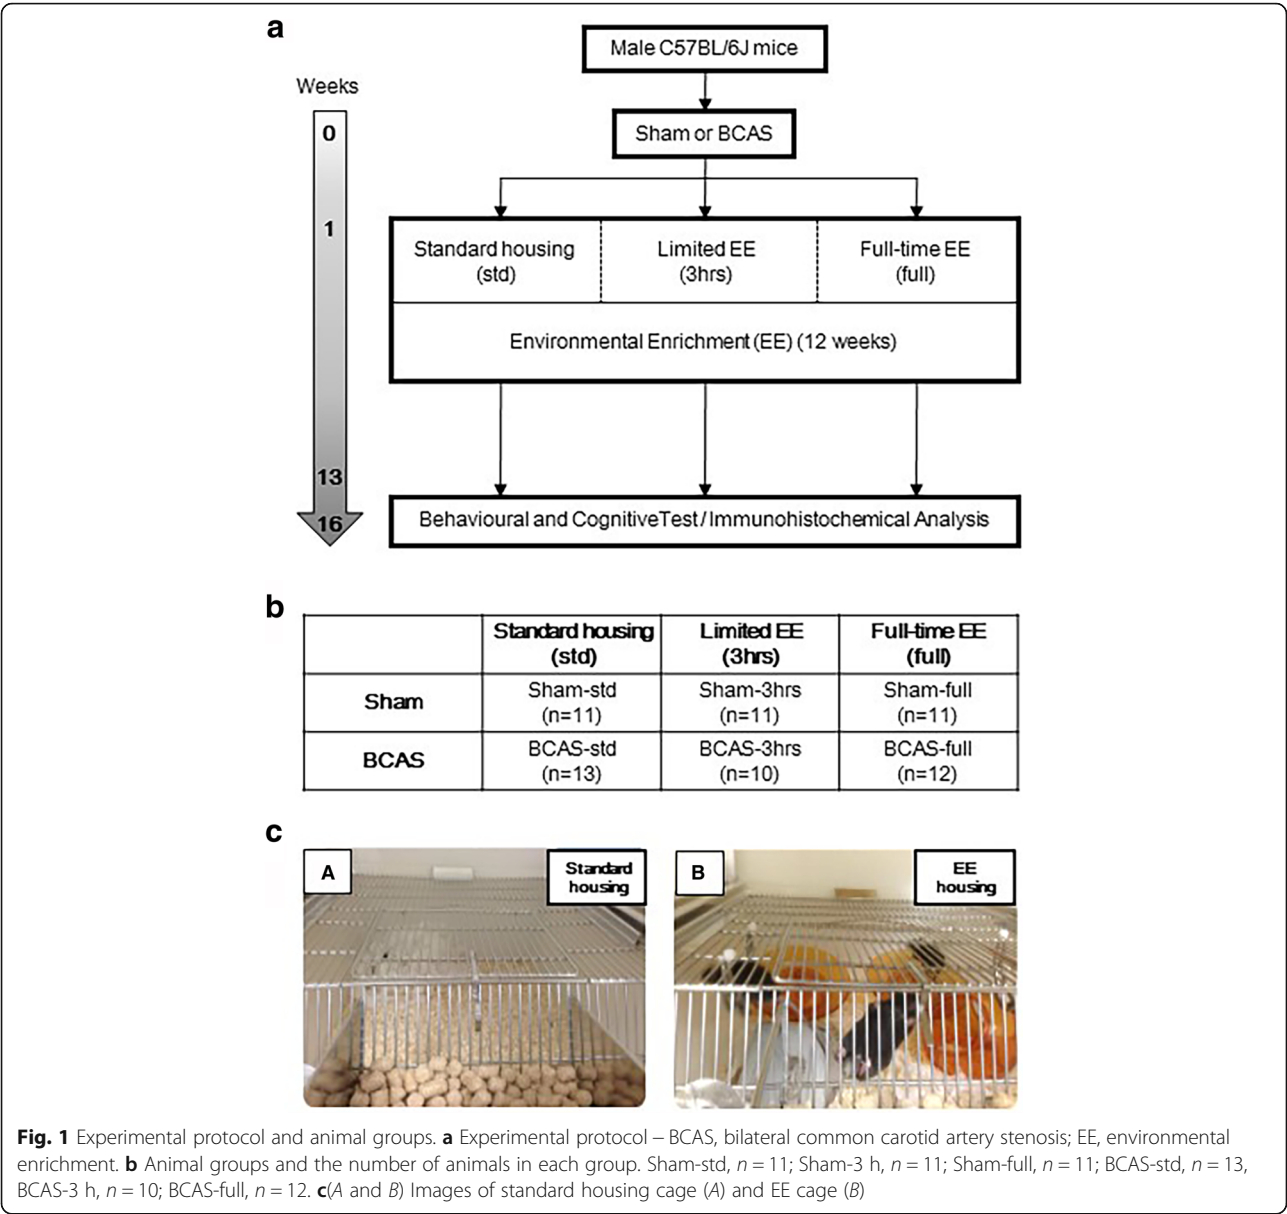 a
Male C57BL/6J mice
Weeks
0
Sham or BCAS
1
Standard housing
(std)
Limited EE
(3hrs)
Full-time EE
(full)
Environmental Enrichment (EE) (12 weeks)
13
16
Behavioural and CognitiveTest / Immunohistochemical Analysis
b
Standard housing
(std)
Limited EE
(3hrs)
Full-time EE
(full)
Sham
Sham-std
(n=11)
Sham-3hrs
(n=11)
Sham-full
(n=11)
BCAS
BCAS-std
(n=13)
BCAS-3hrs
(n=10)
BCAS-full
(n=12)
c
A
Standard
housing
B
EE
housing
Fig. 1 Experimental protocol and animal groups. a Experimental protocol – BCAS, bilateral common carotid artery stenosis; EE, environmental
enrichment. b Animal groups and the number of animals in each group. Sham-std, n = 11; Sham-3 h, n = 11; Sham-full, n = 11; BCAS-std, n = 13,
BCAS-3 h, n = 10; BCAS-full, n = 12. c(A and B) Images of standard housing cage (A) and EE cage (B)